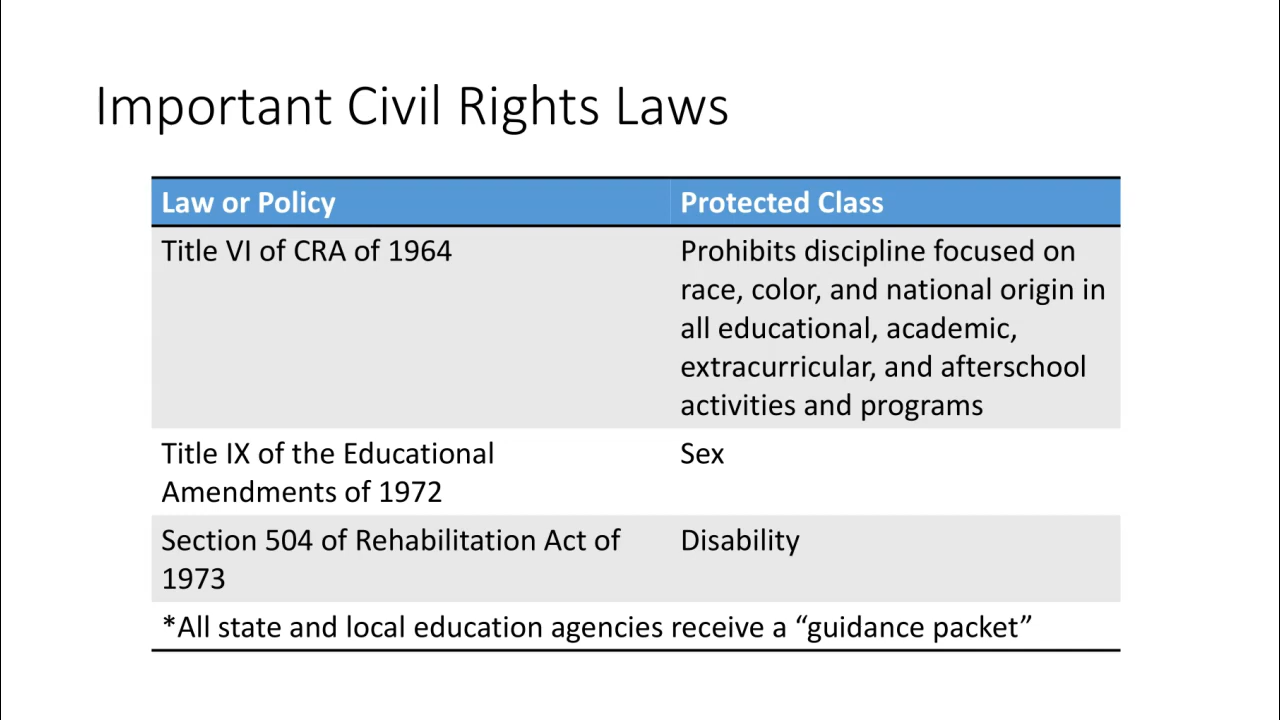 Important Civil Rights Laws
Law or Policy
Protected Class
Title VI of CRA of 1964
Prohibits discipline focused on
race, color, and national origin in
all educational, academic,
extracurricular, and afterschool
activities and programs
Title IX of the Educational
Amendments of 1972
Sex
Section 504 of Rehabilitation Act of
1973
Disability
*All state and local education agencies receive a “guidance packet”